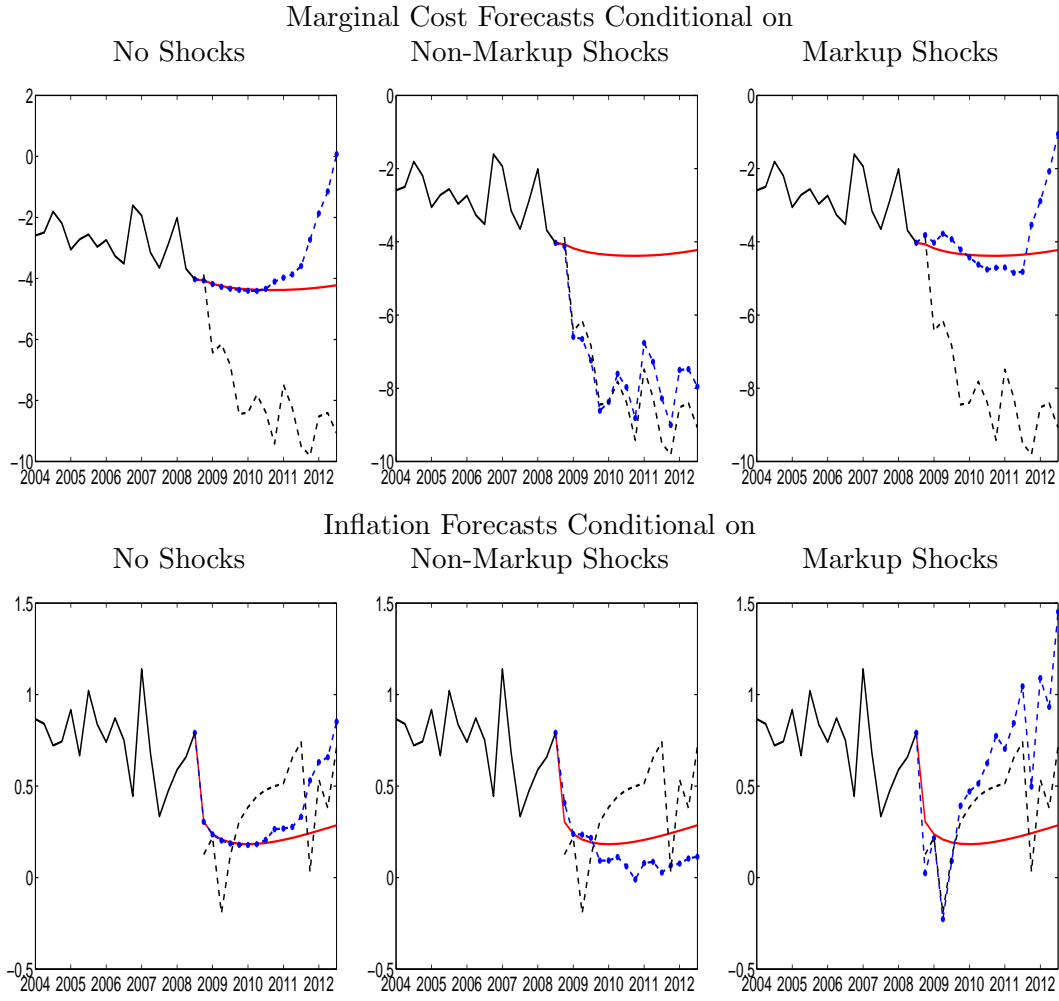 Marginal Cost Forecasts Conditional on
No Shocks Non-Markup Shocks Markup Shocks
2 0 0
0
−2 −2
−2
−4 −4
−4
−6 −6
−6
−8 −8
−8
−10 −10 −10
2004 2005 2006 2007 2008 2009 2010 2011 2012 2004 2005 2006 2007 2008 2009 2010 2011 2012 2004 2005 2006 2007 2008 2009 2010 2011 2012
Inflation Forecasts Conditional on
No Shocks Non-Markup Shocks Markup Shocks
1.5 1.5 1.5
1 1 1
0.5 0.5 0.5
0 0 0
−0.5 −0.5 −0.5
2004 2005 2006 2007 2008 2009 2010 2011 2012 2004 2005 2006 2007 2008 2009 2010 2011 2012 2004 2005 2006 2007 2008 2009 2010 2011 2012